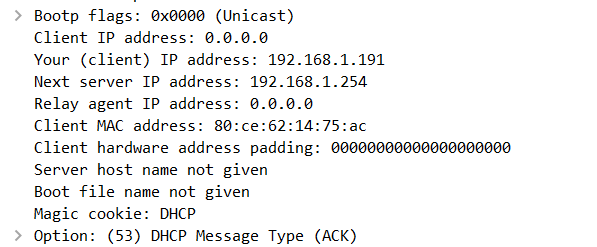 Bootp flags: 0x0000 (Unicast)
Client IP address: 0.0.0.0
Your (client) IP address: 192.168.1.191
Next server IP address: 192.168.1.254
Relay agent IP address: 0.0.0.0
Client MAC address: 80:ce:62:14:75:ac
Client hardware address padding: 00000000000000000000
Server host name not given
Boot file name not given
Magic cookie: DHCP
Option: (53) DHCP Message Type (ACK)